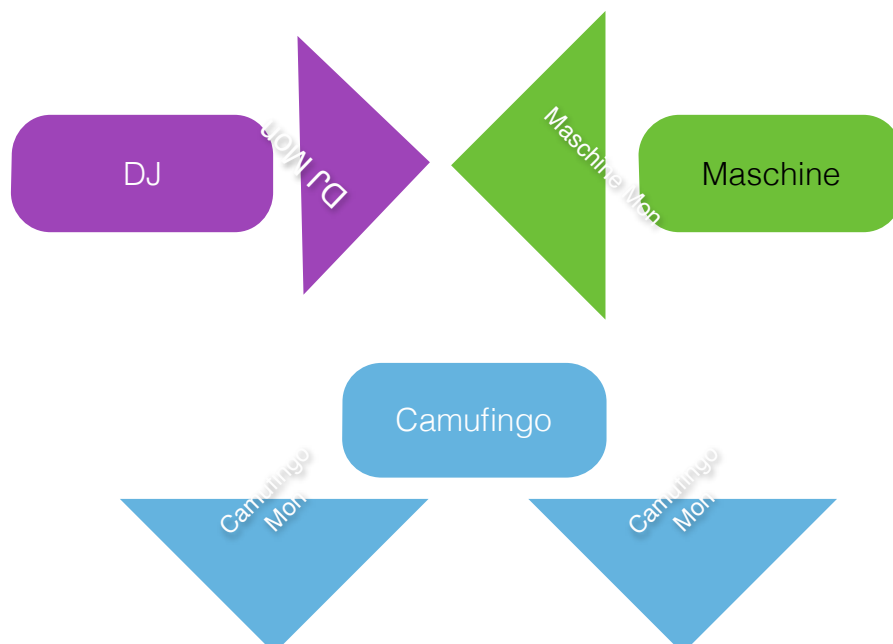 DJ
DJ Mon
Maschine Mon
Maschine
Camufingo
Camufingo
Mon
Camufingo
Mon